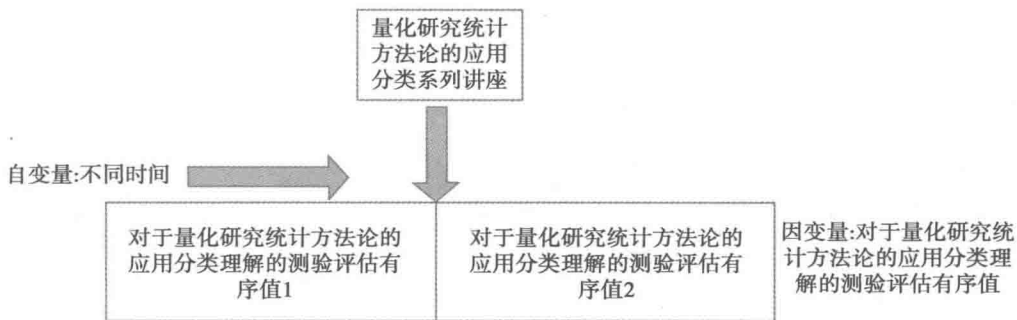 量化研究统计
方法论的应用
分类系列讲座
自变量:不同时间
对于量化研究统计方法论的
应用分类理解的测验评估有
序值1
对于量化研究统计方法论的
应用分类理解的测验评估有
序值2
因变量:对于量化研究统
计方法论的应用分类理
解的测验评估有序值